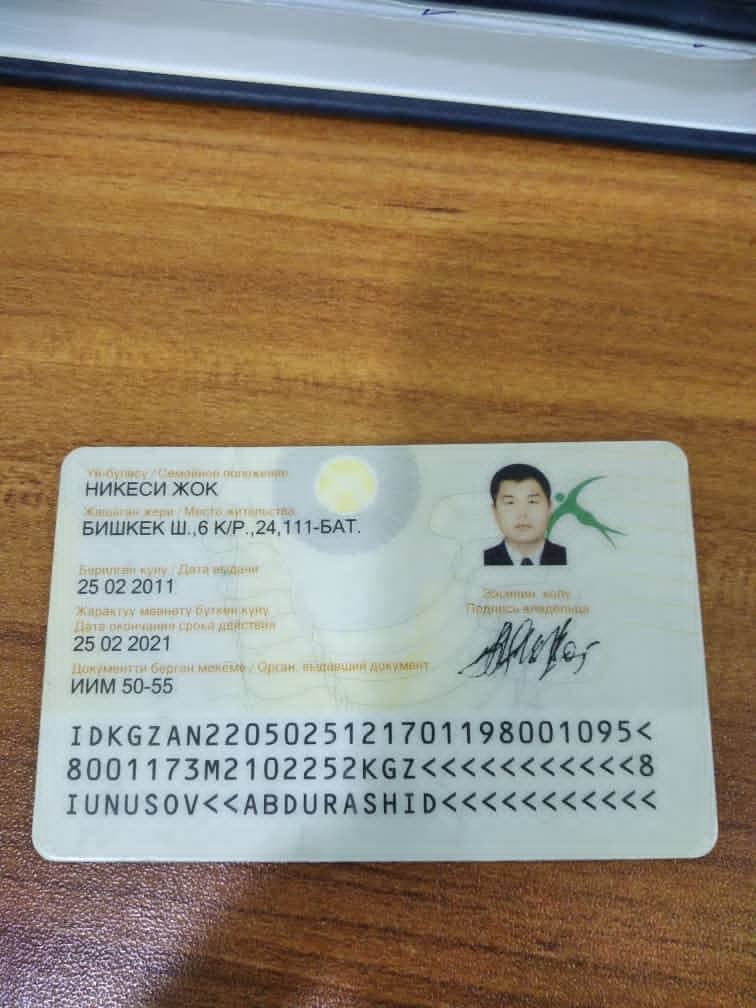 Үй-бүлөсү / Семейное положение
НИКЕСИ ЖОК
Жашаган жери / Место жительства
БИШКЕК Ш.,6 К/Р.,24,111-БАТ.
Берилген күнү / Дата выдачи
25 02 2011
Жарактуу мөөнөтү бүткөн күнү
Дата окончания срока действия
25 02 2021
Документти берген мекеме / Орган, выдавший документ
ИИМ 50-55
Ээсинин колу
Подпись владельца
IDKGZAN2205025121701198001095<
8001173M2102252KGZ<<<<<<<<<<<8
IUNUSOV<<ABDURASHID<<<<<<<<<<<